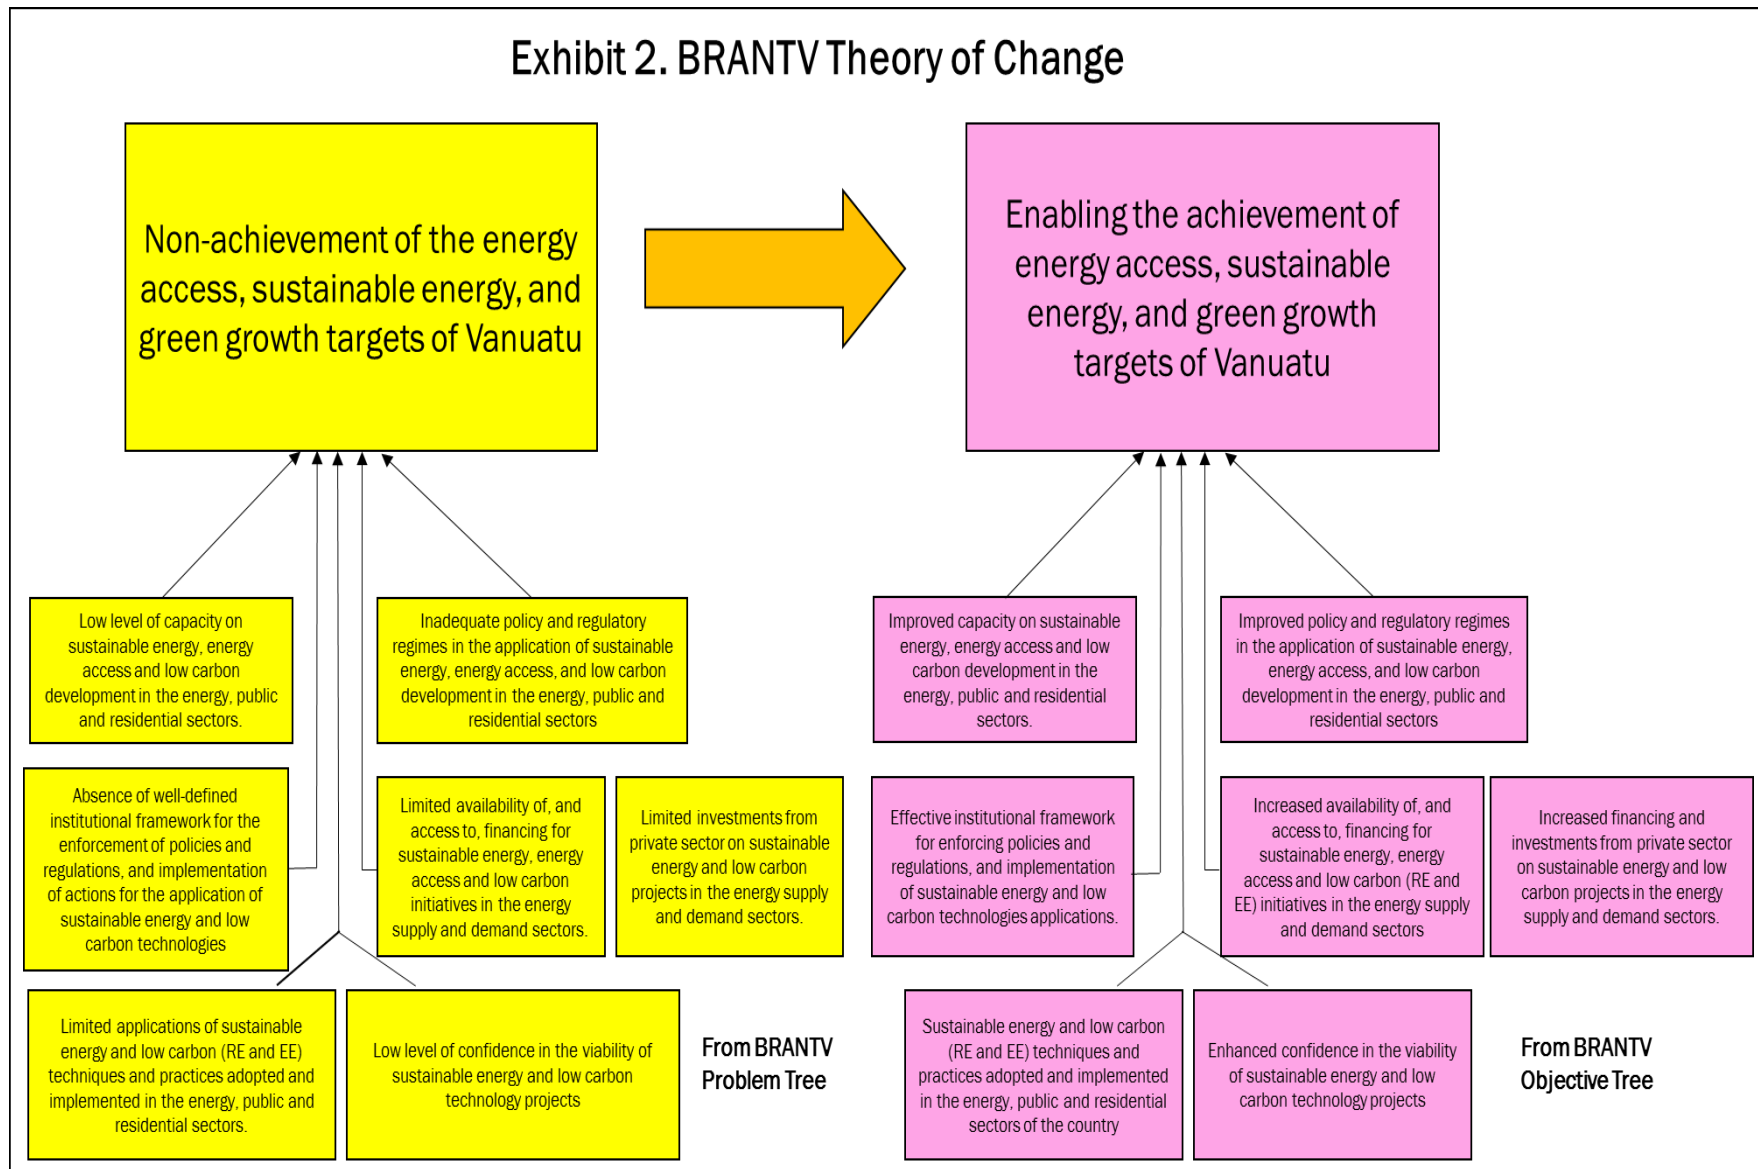 Exhibit 2. BRANTV Theory of Change
Non-achievement of the energy
access, sustainable energy, and
green growth targets of Vanuatu
Enabling the achievement of
energy access, sustainable
energy, and green growth
targets of Vanuatu
Low level of capacity on
sustainable energy, energy
access and low carbon
development in the energy, public
and residential sectors.
Inadequate policy and regulatory
regimes in the application of sustainable
energy, energy access, and low carbon
development in the energy, public and
residential sectors
Improved capacity on sustainable
energy, energy access and low
carbon development in the
energy, public and residential
sectors.
Improved policy and regulatory regimes
in the application of sustainable energy,
energy access, and low carbon
development in the energy, public and
residential sectors
Absence of well-defined
institutional framework for the
enforcement of policies and
regulations, and implementation
of actions for the application of
sustainable energy and low
carbon technologies
Limited availability of, and
access to, financing for
sustainable energy, energy
access and low carbon
initiatives in the energy
supply and demand sectors.
Limited investments from
private sector on sustainable
energy and low carbon
projects in the energy supply
and demand sectors.
Effective institutional framework
for enforcing policies and
regulations, and implementation
of sustainable energy and low
carbon technologies applications.
Increased availability of, and
access to, financing for
sustainable energy, energy
access and low carbon (RE and
EE) initiatives in the energy supply
and demand sectors
Increased financing and
investments from private sector
on sustainable energy and low
carbon projects in the energy
supply and demand sectors.
Limited applications of sustainable
energy and low carbon (RE and EE)
techniques and practices adopted and
implemented in the energy, public and
residential sectors.
Low level of confidence in the viability of
sustainable energy and low carbon
technology projects
From BRANTV
Problem Tree
Sustainable energy and low carbon
(RE and EE) techniques and
practices adopted and implemented
in the energy, public and residential
sectors of the country
Enhanced confidence in the viability
of sustainable energy and low
carbon technology projects
From BRANTV
Objective Tree